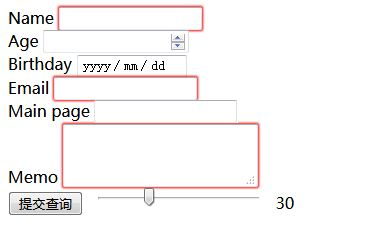 Name
Age
Birthday yyyy / mm / dd
Email
Main page
Memo
提交查询 30